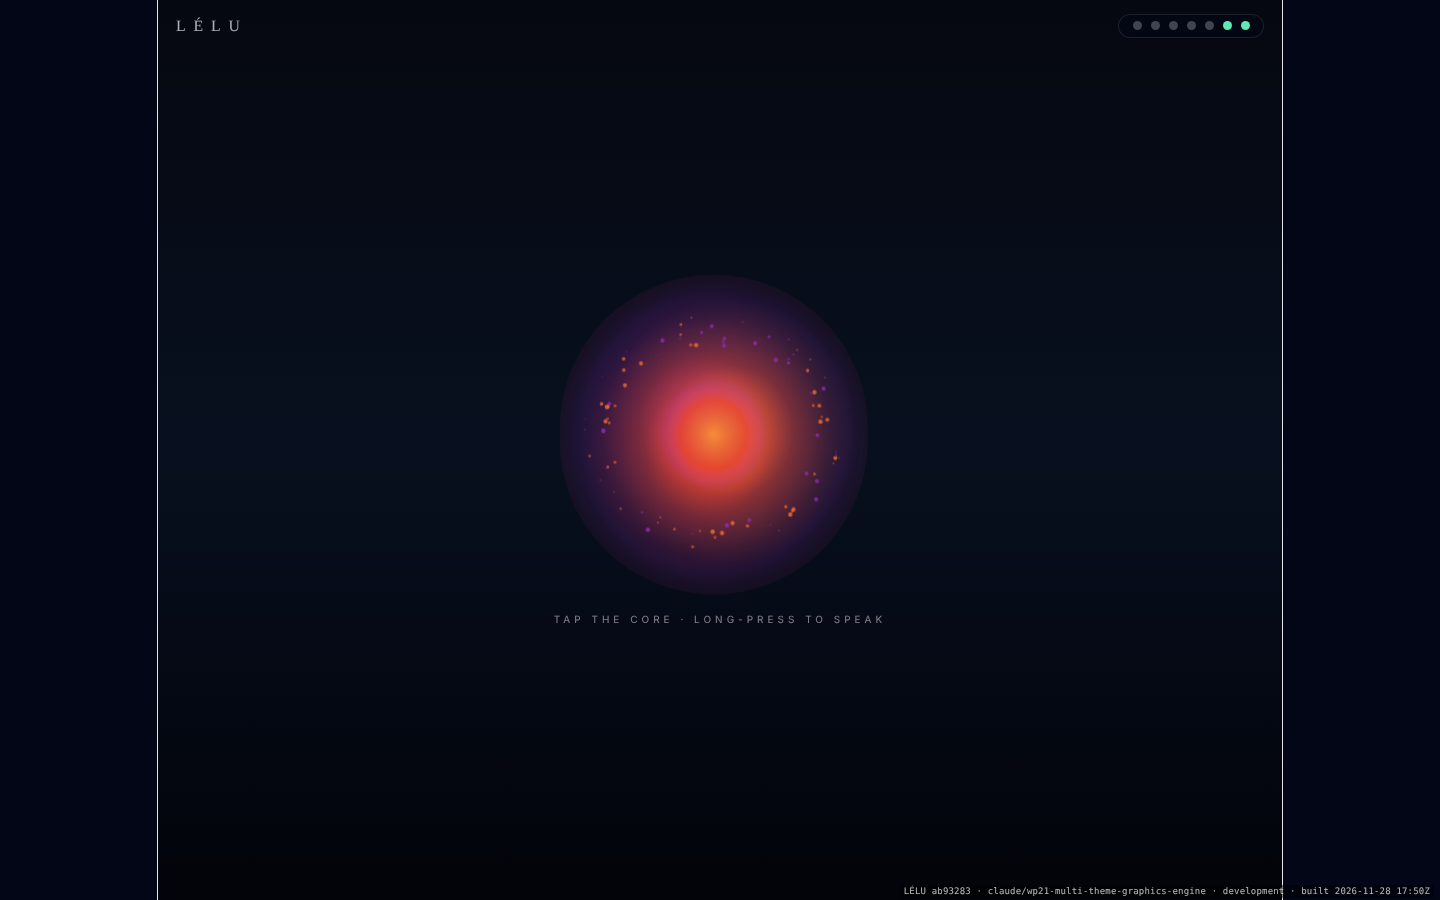 LÉLU
TAP THE CORE · LONG-PRESS TO SPEAK
LÉLU ab93283 · claude/wp21-multi-theme-graphics-engine · development · built 2026-11-28 17:50Z